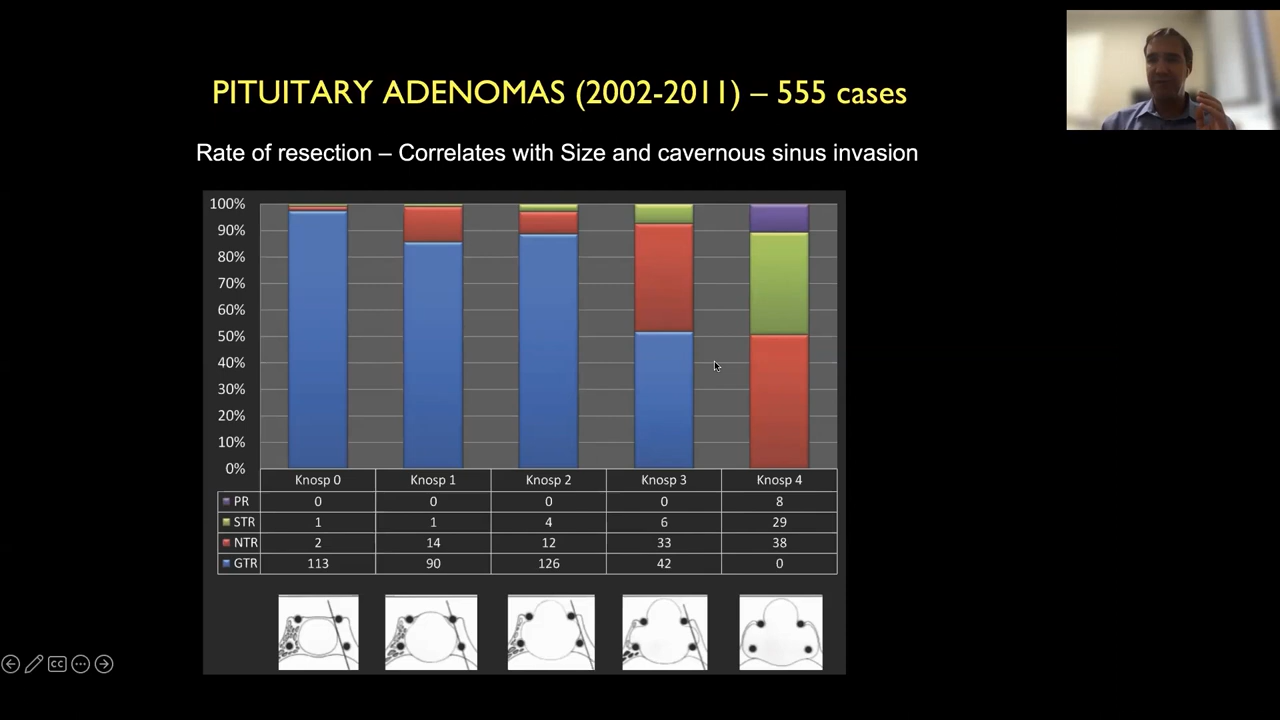 PITUITARY ADENOMAS (2002-2011) – 555 cases
Rate of resection – Correlates with Size and cavernous sinus invasion
100%
90%
80%
70%
60%
50%
40%
30%
20%
10%
0%
Knosp 0 Knosp 1 Knosp 2 Knosp 3 Knosp 4
PR 0 0 0 0 8
STR 1 1 4 6 29
NTR 2 14 12 33 38
GTR 113 90 126 42 0
CC